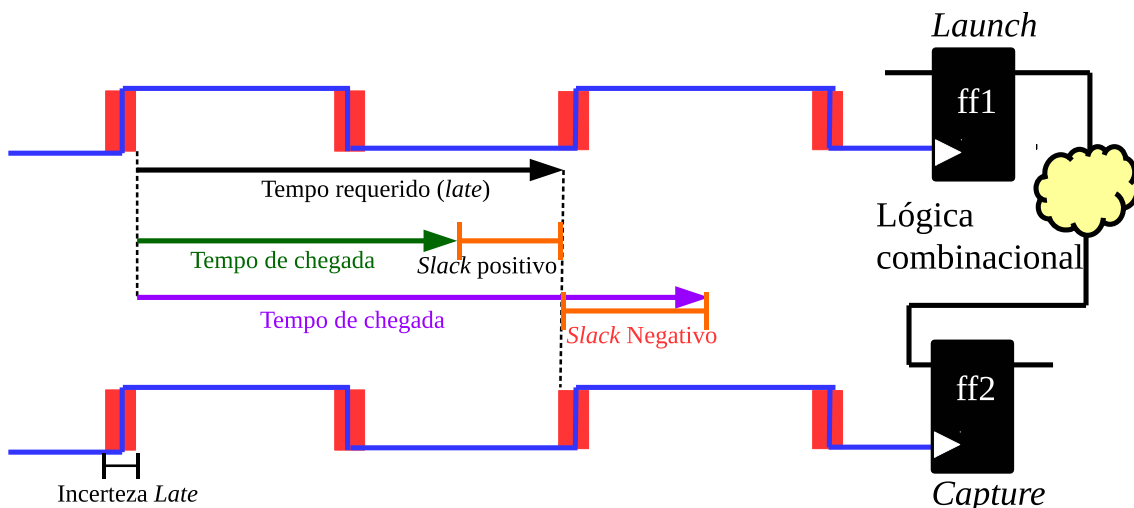 Launch
ff1
Tempo requerido (late)
Lógica
combinacional
Tempo de chegada
Slack positivo
Tempo de chegada
Slack Negativo
ff2
Incerteza Late
Capture